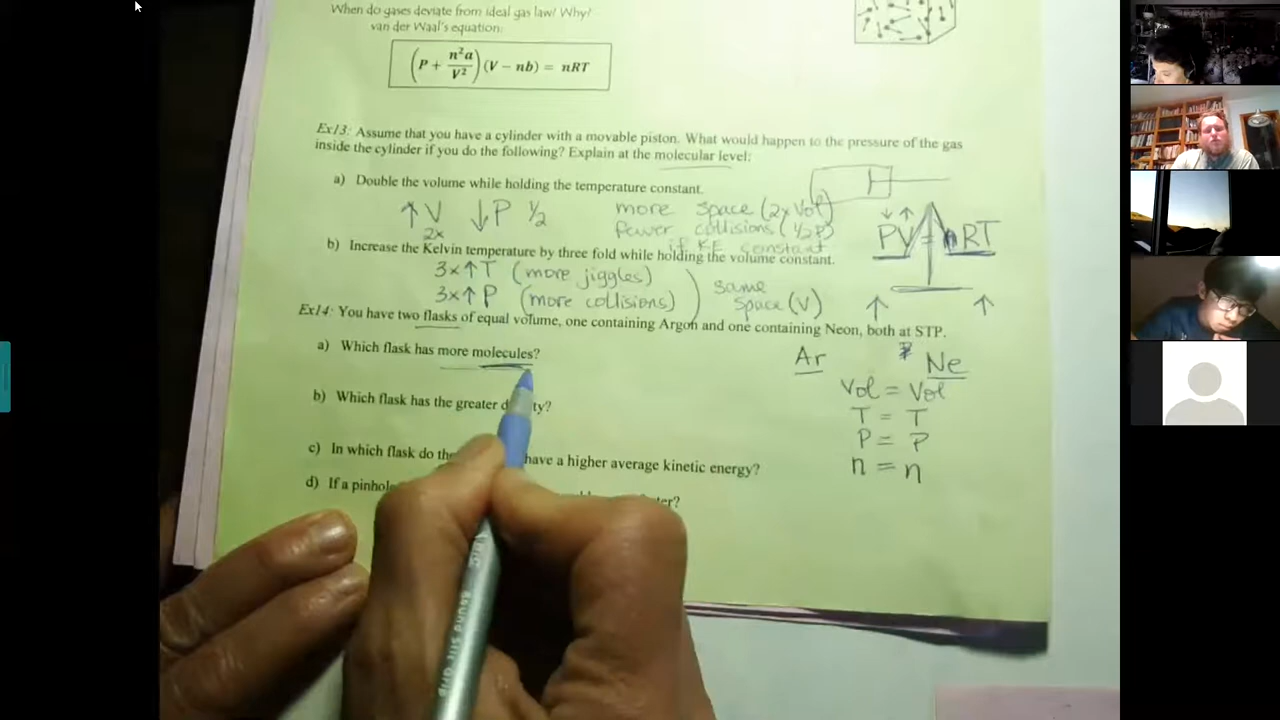 When do gases deviate from ideal gas law? Why?
van der Waal's equation:
(P + n²a/V²) (V − nb) = nRT
Ex13: Assume that you have a cylinder with a movable piston. What would happen to the pressure of the gas
inside the cylinder if you do the following? Explain at the molecular level:
a) Double the volume while holding the temperature constant.
↑V ↓P 1/2
2x
more space (2x Vol)
fewer collisions (1/2 P)
if KE constant
PV = nRT
b) Increase the Kelvin temperature by three fold while holding the volume constant.
3x↑T (more jiggles)
3x↑P (more collisions)
same
space (V)
Ex14: You have two flasks of equal volume, one containing Argon and one containing Neon, both at STP.
a) Which flask has more molecules?
Ar Ne
Vol = Vol
T = T
P = P
n = n
b) Which flask has the greater
c) In which flask do have a higher average kinetic energy?
d) If a